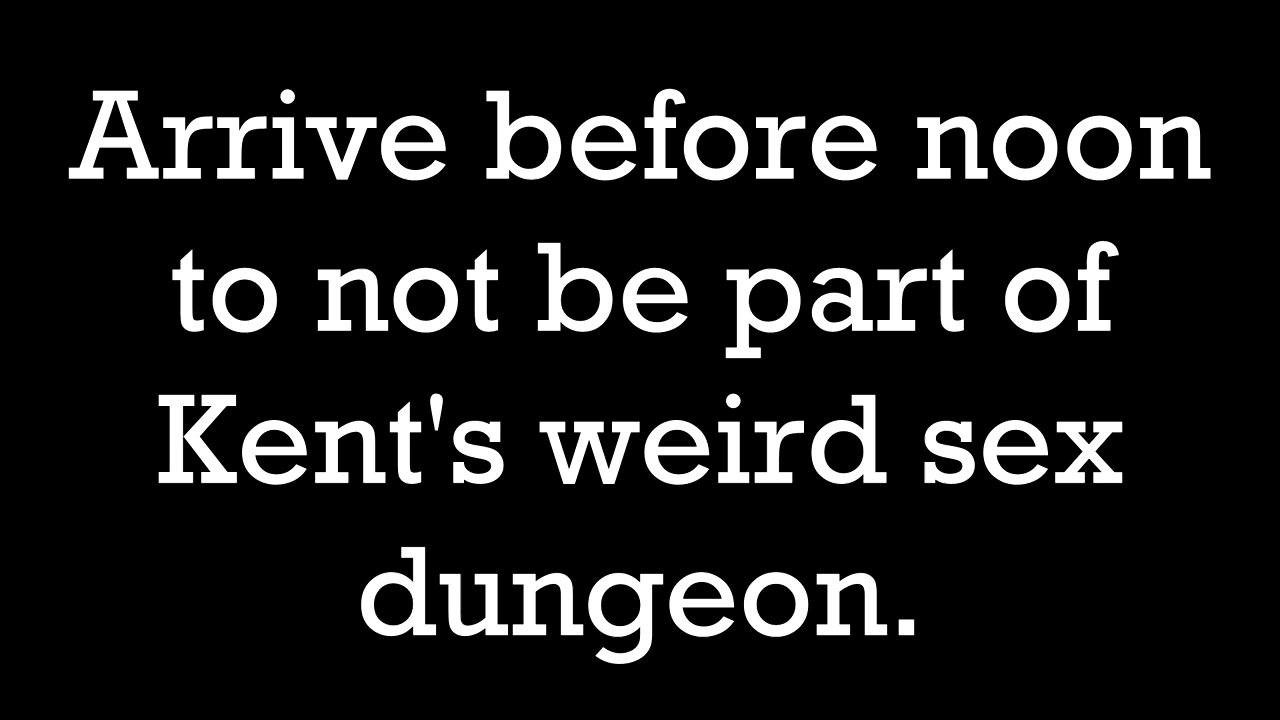 Arrive before noon
to not be part of
Kent's weird sex
dungeon.